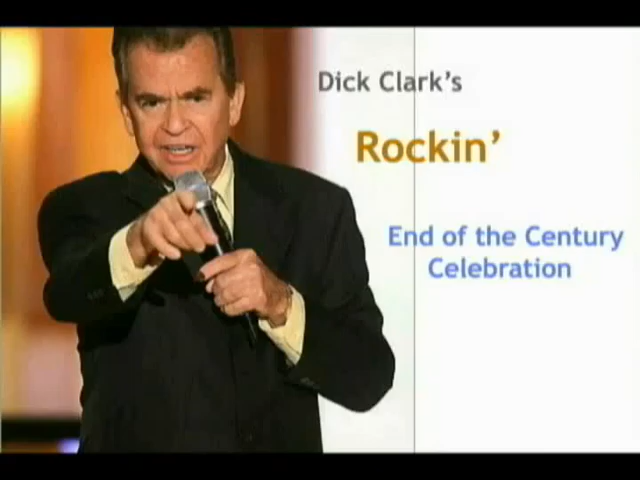 Dick Clark's
Rockin'
End of the Century
Celebration